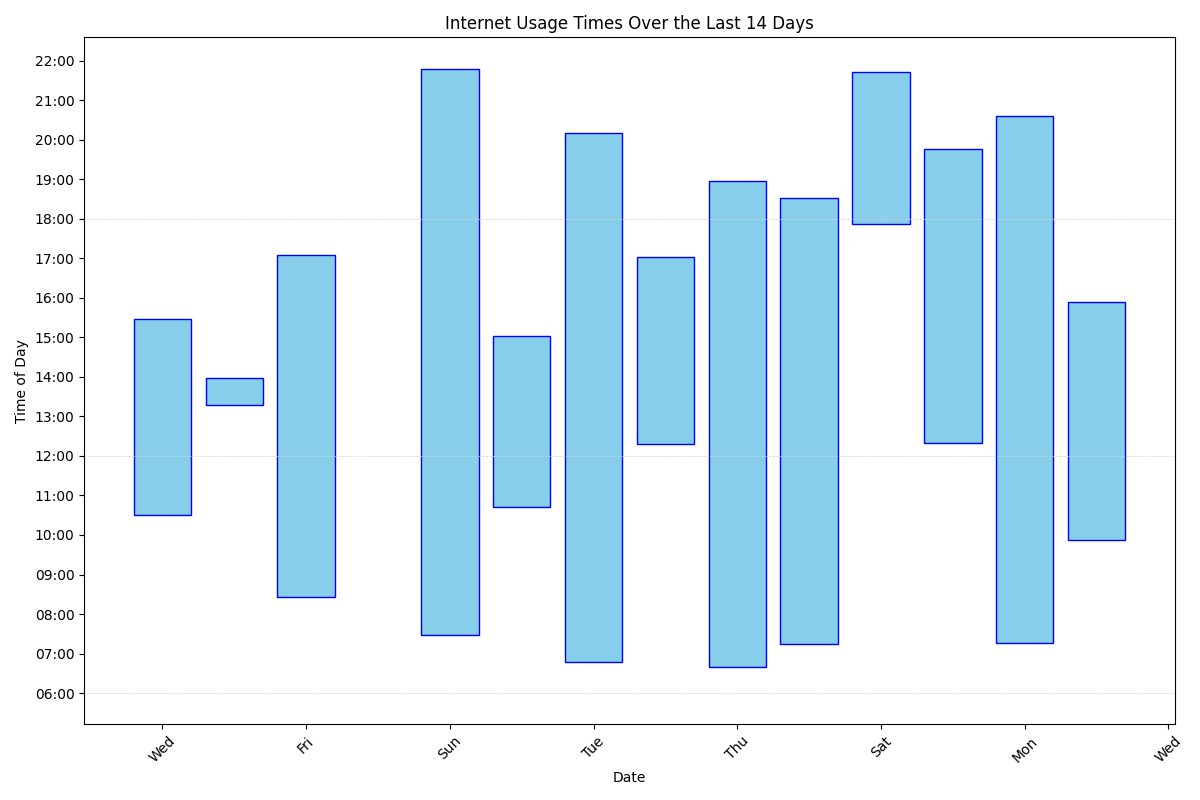 Internet Usage Times Over the Last 14 Days
Time of Day
22:00
21:00
20:00
19:00
18:00
17:00
16:00
15:00
14:00
13:00
12:00
11:00
10:00
09:00
08:00
07:00
06:00
Wed
Fri
Sun
Tue
Thu
Sat
Mon
Wed
Date